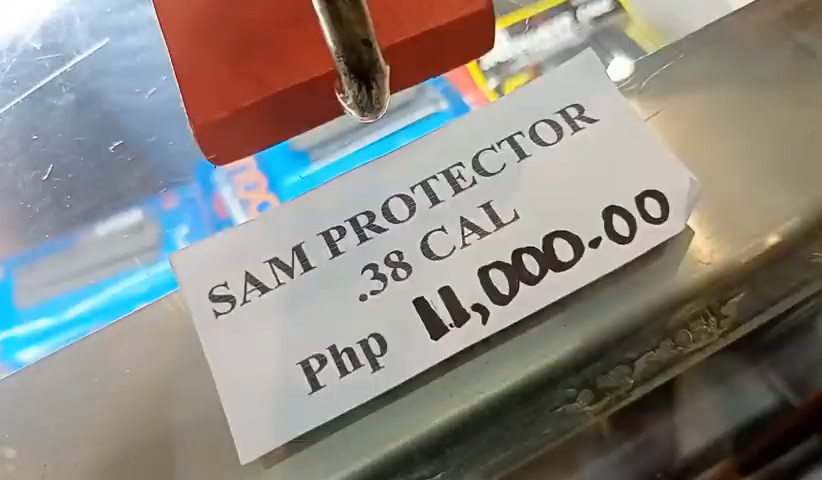 SAM PROTECTOR
.38 CAL
Php 11,000.00